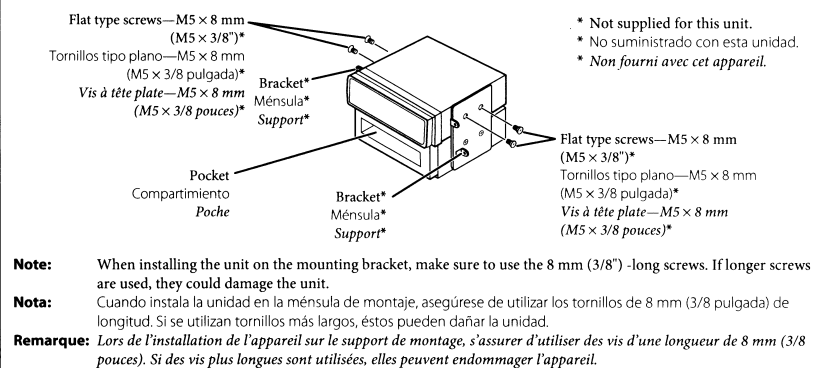 Flat type screws—M5 × 8 mm
(M5 × 3/8")*
Tornillos tipo plano—M5 × 8 mm
(M5 × 3/8 pulgada)*
Vis à tête plate—M5 × 8 mm
(M5 × 3/8 pouces)*
Bracket*
Ménsula*
Support*
* Not supplied for this unit.
* No suministrado con esta unidad.
* Non fourni avec cet appareil.
Pocket
Compartimiento
Poche
Bracket*
Ménsula*
Support*
Flat type screws—M5 × 8 mm
(M5 × 3/8")*
Tornillos tipo plano—M5 × 8 mm
(M5 × 3/8 pulgada)*
Vis à tête plate—M5 × 8 mm
(M5 × 3/8 pouces)*
Note: When installing the unit on the mounting bracket, make sure to use the 8 mm (3/8") -long screws. If longer screws
are used, they could damage the unit.
Nota: Cuando instala la unidad en la ménsula de montaje, asegúrese de utilizar los tornillos de 8 mm (3/8 pulgada) de
longitud. Si se utilizan tornillos más largos, éstos pueden dañar la unidad.
Remarque: Lors de l'installation de l'appareil sur le support de montage, s'assurer d'utiliser des vis d'une longueur de 8 mm (3/8
pouces). Si des vis plus longues sont utilisées, elles peuvent endommager l'appareil.